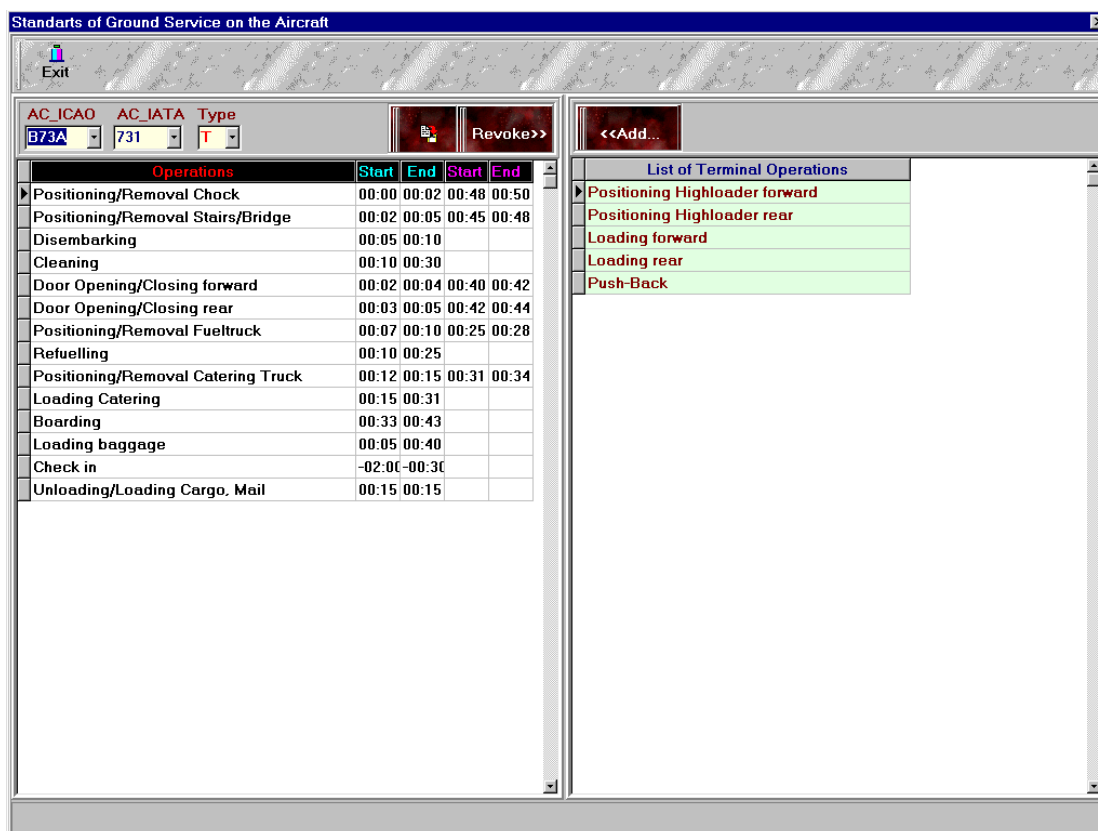 Standarts of Ground Service on the Aircraft
Exit
AC_ICAO AC_IATA Type
B73A 731 T
Revoke>>
<<Add...
Operations Start End Start End
Positioning/Removal Chock 00:00 00:02 00:48 00:50
Positioning/Removal Stairs/Bridge 00:02 00:05 00:45 00:48
Disembarking 00:05 00:10
Cleaning 00:10 00:30
Door Opening/Closing forward 00:02 00:04 00:40 00:42
Door Opening/Closing rear 00:03 00:05 00:42 00:44
Positioning/Removal Fueltruck 00:07 00:10 00:25 00:28
Refuelling 00:10 00:25
Positioning/Removal Catering Truck 00:12 00:15 00:31 00:34
Loading Catering 00:15 00:31
Boarding 00:33 00:43
Loading baggage 00:05 00:40
Check in
Unloading/Loading Cargo, Mail 00:15 00:15
List of Terminal Operations
Positioning Highloader forward
Positioning Highloader rear
Loading forward
Loading rear
Push-Back